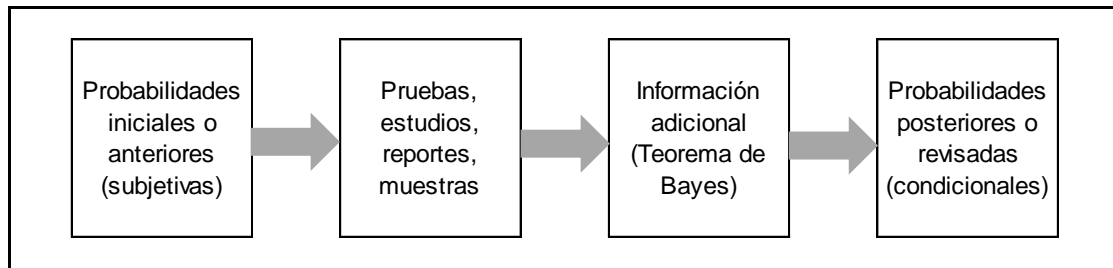 Probabilidades
iniciales o
anteriores
(subjetivas)
Pruebas,
estudios,
reportes,
muestras
Información
adicional
(Teorema de
Bayes)
Probabilidades
posteriores o
revisadas
(condicionales)